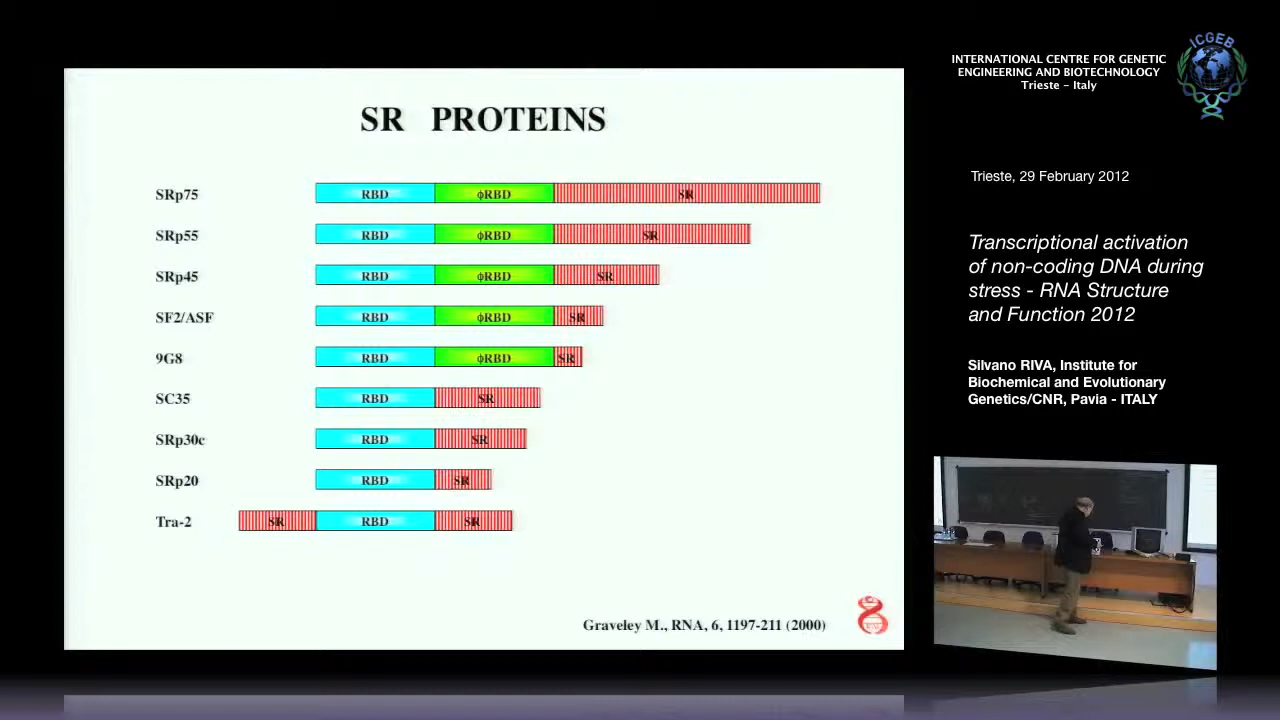 SR PROTEINS
SRp75 RBD ϕRBD SR
SRp55 RBD ϕRBD SR
SRp45 RBD ϕRBD SR
SF2/ASF RBD ϕRBD SR
9G8 RBD ϕRBD SR
SC35 RBD SR
SRp30c RBD SR
SRp20 RBD SR
Tra-2 SR RBD SR
Graveley M., RNA, 6, 1197-211 (2000)
INTERNATIONAL CENTRE FOR GENETIC
ENGINEERING AND BIOTECHNOLOGY
Trieste - Italy
ICGEB
Trieste, 29 February 2012
Transcriptional activation
of non-coding DNA during
stress - RNA Structure
and Function 2012
Silvano RIVA, Institute for
Biochemical and Evolutionary
Genetics/CNR, Pavia - ITALY